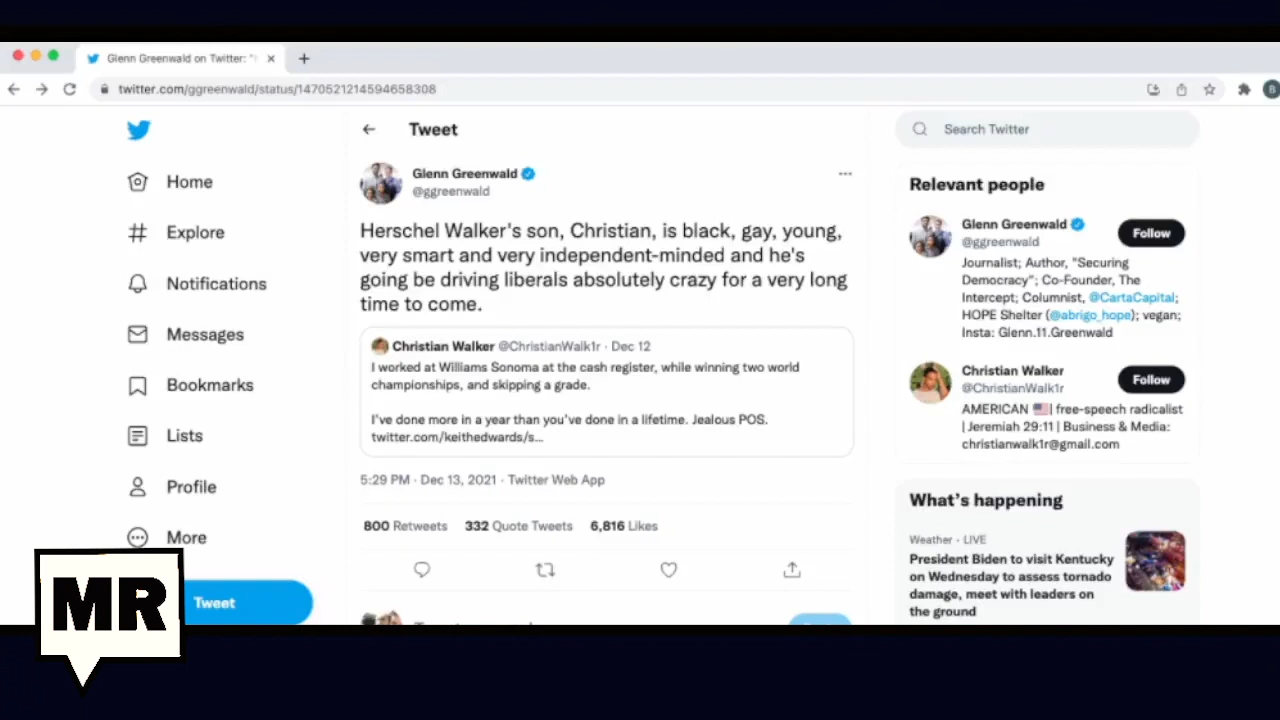 Glenn Greenwald on Twitter: "
twitter.com/ggreenwald/status/1470521214594658308
B
Home
Explore
Notifications
Messages
Bookmarks
Lists
Profile
More
Tweet
MR
Tweet
Glenn Greenwald
@ggreenwald
Herschel Walker's son, Christian, is black, gay, young,
very smart and very independent-minded and he's
going be driving liberals absolutely crazy for a very long
time to come.
Christian Walker @ChristianWalk1r · Dec 12
I worked at Williams Sonoma at the cash register, while winning two world
championships, and skipping a grade.
I've done more in a year than you've done in a lifetime. Jealous POS.
twitter.com/keithedwards/s...
5:29 PM · Dec 13, 2021 · Twitter Web App
800 Retweets 332 Quote Tweets 6,816 Likes
Search Twitter
Relevant people
Glenn Greenwald
@ggreenwald
Follow
Journalist; Author, "Securing
Democracy"; Co-Founder, The
Intercept; Columnist, @CartaCapital;
HOPE Shelter (@abrigo_hope); vegan;
Insta: Glenn.11.Greenwald
Christian Walker
@ChristianWalk1r
Follow
AMERICAN 🇺🇸| free-speech radicalist
| Jeremiah 29:11 | Business & Media:
christianwalk1r@gmail.com
What's happening
Weather · LIVE
President Biden to visit Kentucky
on Wednesday to assess tornado
damage, meet with leaders on
the ground